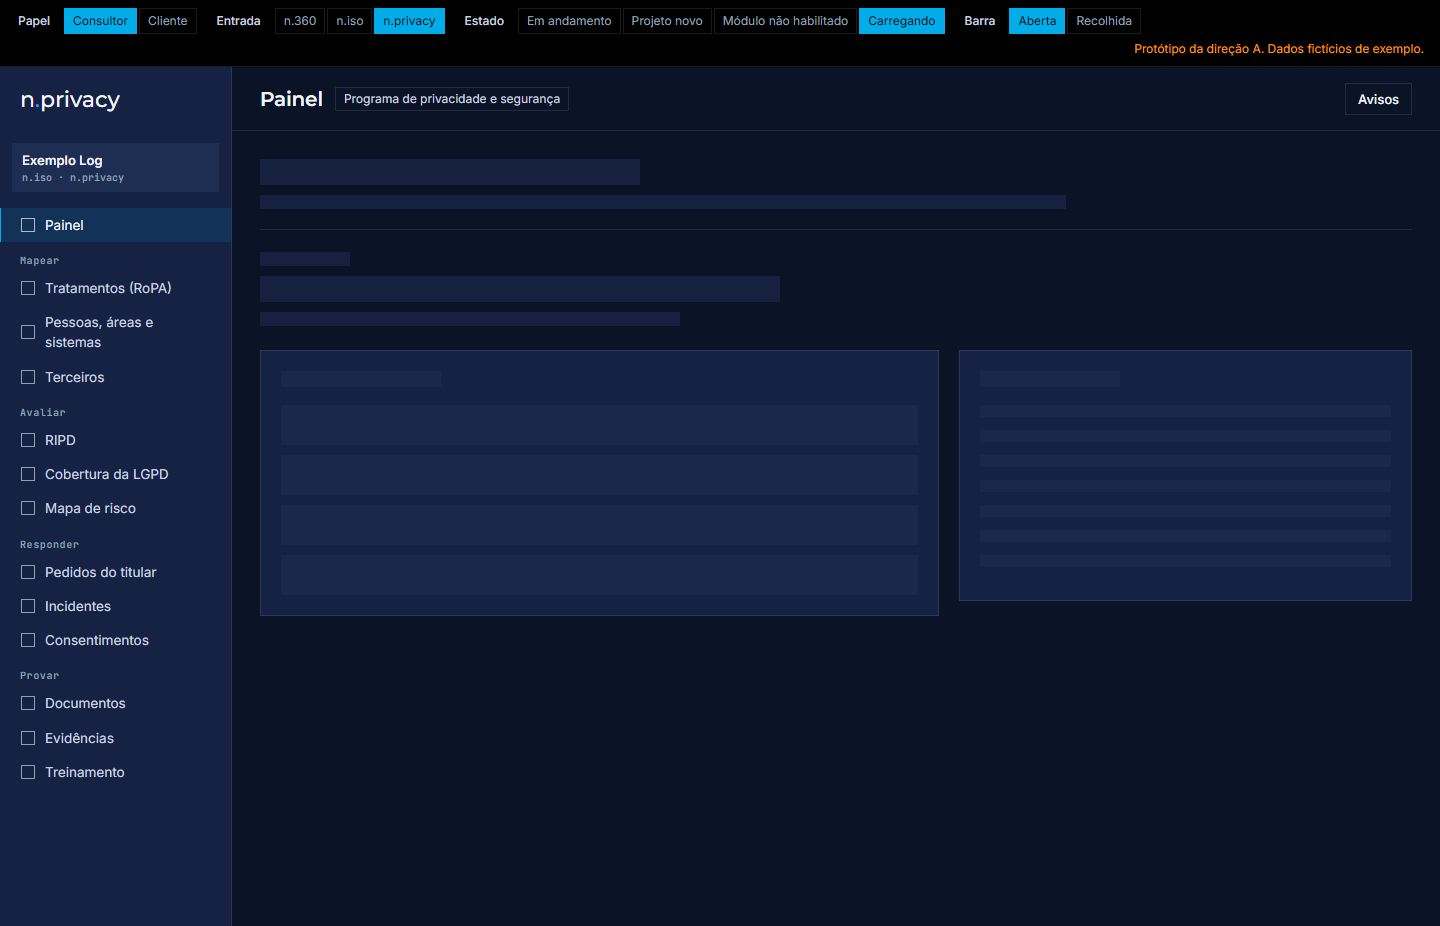 Papel Consultor Cliente Entrada n.360 n.iso n.privacy Estado Em andamento Projeto novo Módulo não habilitado Carregando Barra Aberta Recolhida
Protótipo da direção A. Dados fictícios de exemplo.
n.privacy
Painel Programa de privacidade e segurança Avisos
Exemplo Log
n.iso · n.privacy
Painel
Mapear
Tratamentos (RoPA)
Pessoas, áreas e
sistemas
Terceiros
Avaliar
RIPD
Cobertura da LGPD
Mapa de risco
Responder
Pedidos do titular
Incidentes
Consentimentos
Provar
Documentos
Evidências
Treinamento